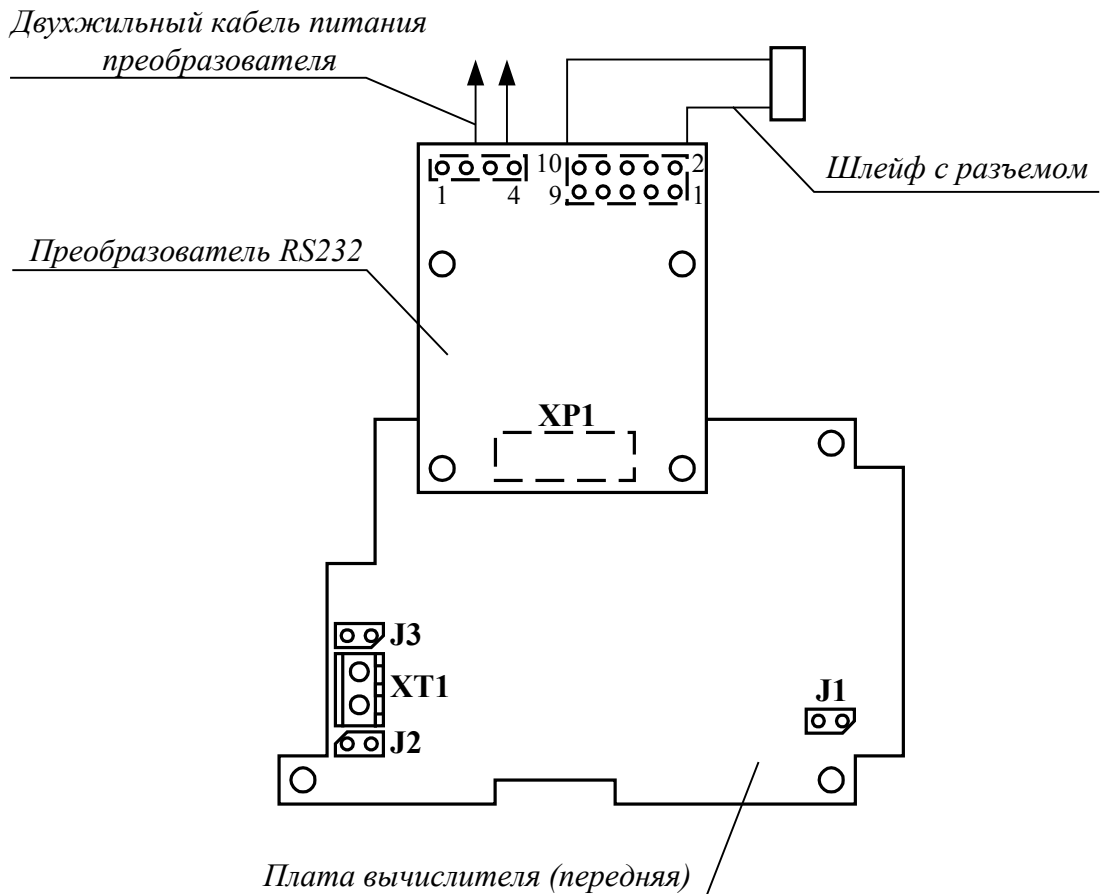 Двухжильный кабель питания
преобразователя
Шлейф с разъемом
10 2
1 4 9 1
Преобразователь RS232
XP1
J3
XT1
J1
J2
Плата вычислителя (передняя)